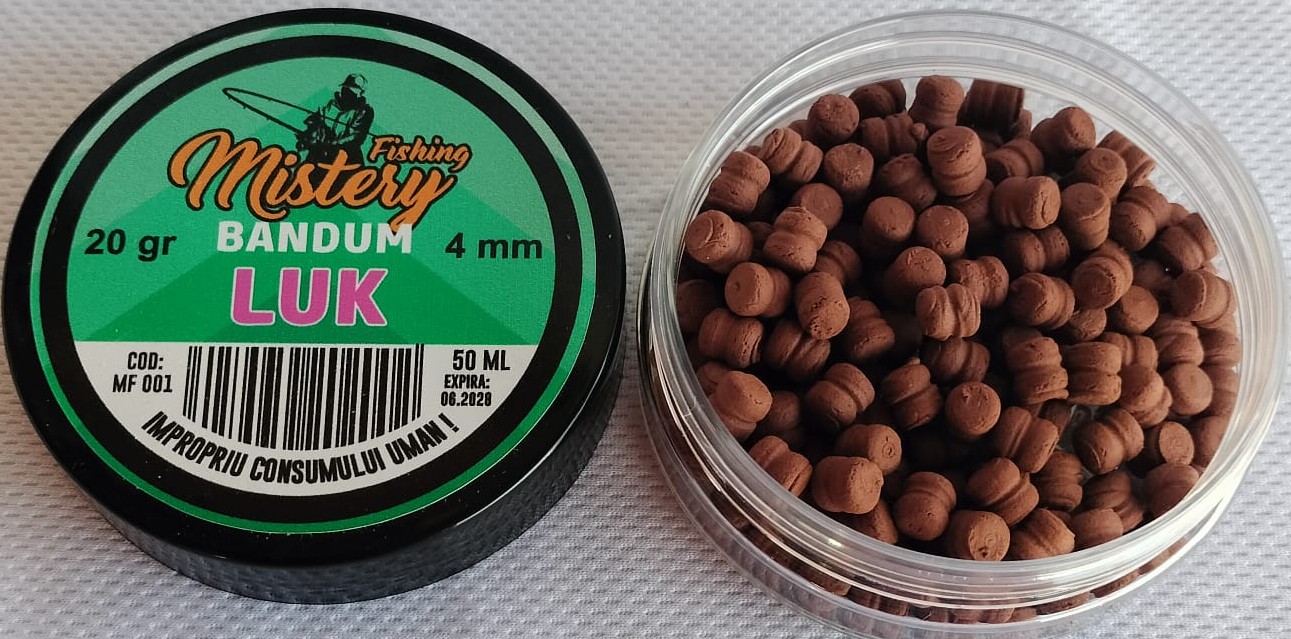 Fishing
Mistery
BANDUM
20 gr
4 mm
LUK
COD:
MF 001
50 ML
EXPIRA:
06.2028
IMPROPRIU CONSUMULUI UMAN !